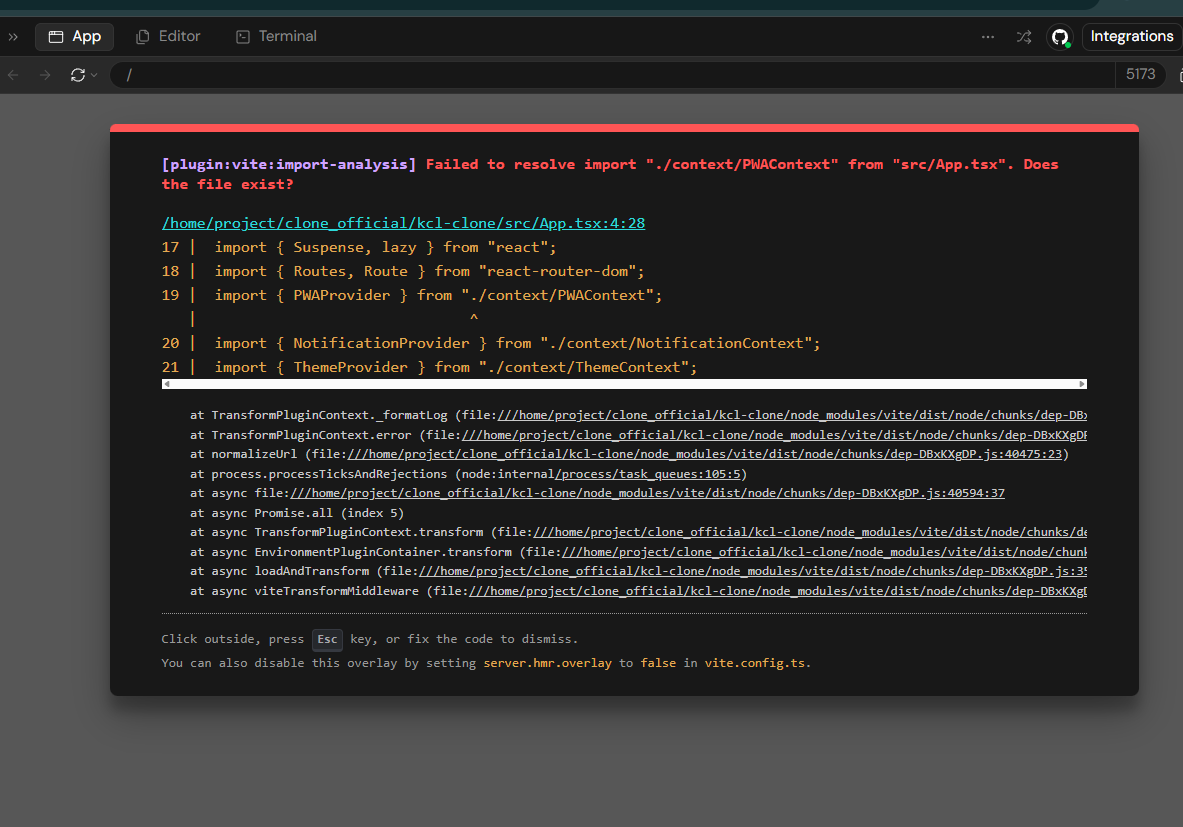 App Editor Terminal Integrations
/ 5173
[plugin:vite:import-analysis] Failed to resolve import "./context/PWAContext" from "src/App.tsx". Does
the file exist?
/home/project/clone_official/kcl-clone/src/App.tsx:4:28
17 | import { Suspense, lazy } from "react";
18 | import { Routes, Route } from "react-router-dom";
19 | import { PWAProvider } from "./context/PWAContext";
| ^
20 | import { NotificationProvider } from "./context/NotificationContext";
21 | import { ThemeProvider } from "./context/ThemeContext";
at TransformPluginContext._formatLog (file:///home/project/clone_official/kcl-clone/node_modules/vite/dist/node/chunks/dep-DBx
at TransformPluginContext.error (file:///home/project/clone_official/kcl-clone/node_modules/vite/dist/node/chunks/dep-DBxKXgDP
at normalizeUrl (file:///home/project/clone_official/kcl-clone/node_modules/vite/dist/node/chunks/dep-DBxKXgDP.js:40475:23)
at process.processTicksAndRejections (node:internal/process/task_queues:105:5)
at async file:///home/project/clone_official/kcl-clone/node_modules/vite/dist/node/chunks/dep-DBxKXgDP.js:40594:37
at async Promise.all (index 5)
at async TransformPluginContext.transform (file:///home/project/clone_official/kcl-clone/node_modules/vite/dist/node/chunks/de
at async EnvironmentPluginContainer.transform (file:///home/project/clone_official/kcl-clone/node_modules/vite/dist/node/chunk
at async loadAndTransform (file:///home/project/clone_official/kcl-clone/node_modules/vite/dist/node/chunks/dep-DBxKXgDP.js:35
at async viteTransformMiddleware (file:///home/project/clone_official/kcl-clone/node_modules/vite/dist/node/chunks/dep-DBxKXgD
Click outside, press Esc key, or fix the code to dismiss.
You can also disable this overlay by setting server.hmr.overlay to false in vite.config.ts.